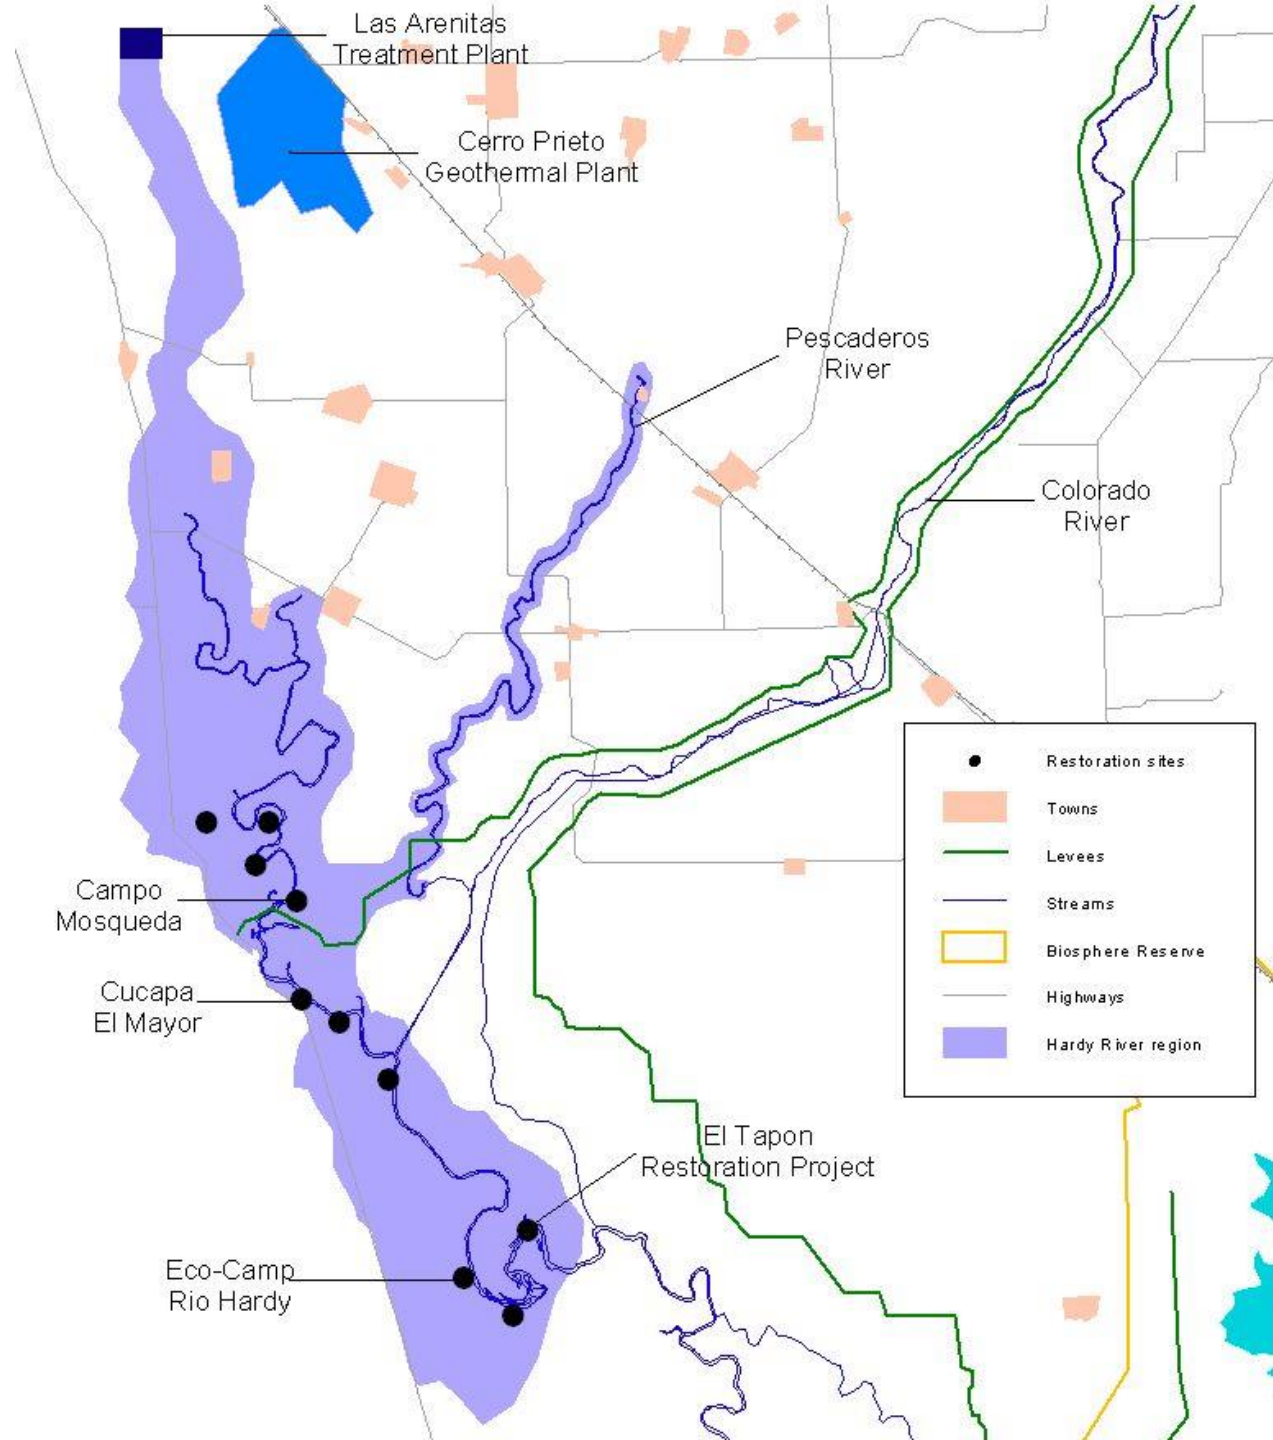 Las Arenitas
Treatment Plant
Cerro Prieto
Geothermal Plant
Pescaderos
River
Colorado
River
Restoration sites
Towns
Levees
Streams
Biosphere Reserve
Highways
Hardy River region
Campo
Mosqueda
Cucapa
El Mayor
El Tapon
Restoration Project
Eco-Camp
Rio Hardy